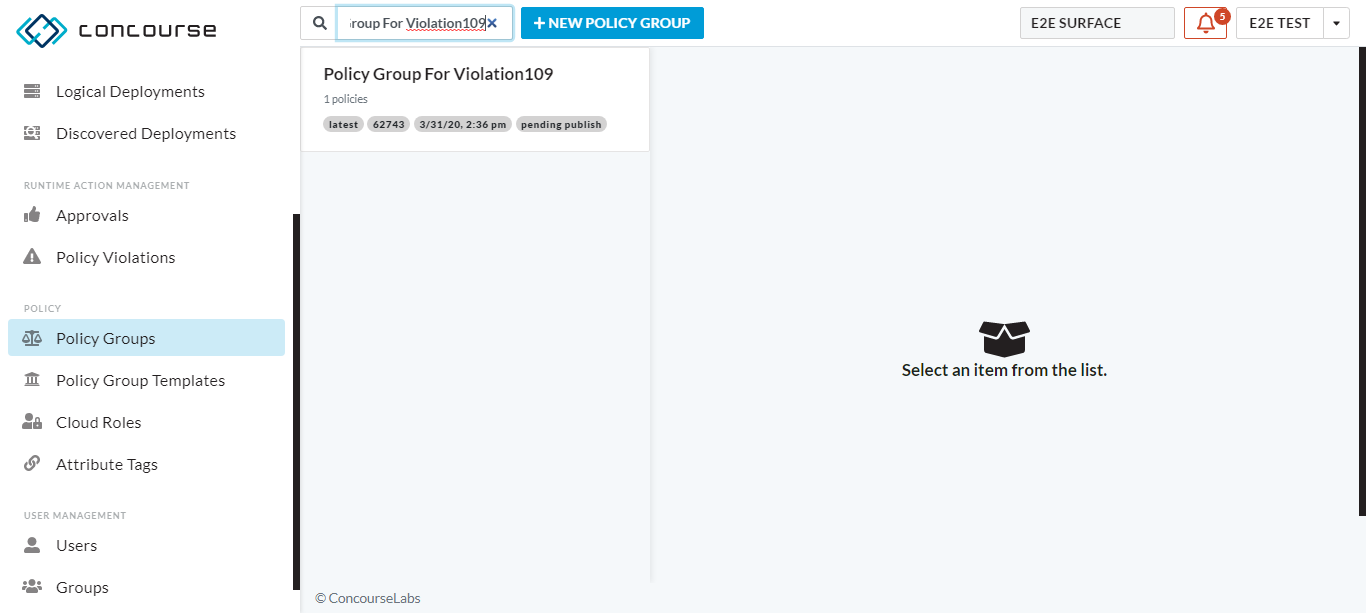 concourse
Logical Deployments
Discovered Deployments
RUNTIME ACTION MANAGEMENT
Approvals
Policy Violations
POLICY
Policy Groups
Policy Group Templates
Cloud Roles
Attribute Tags
USER MANAGEMENT
Users
Groups
roup For Violation109
+ NEW POLICY GROUP
E2E SURFACE
5
E2E TEST
Policy Group For Violation109
1 policies
latest 62743 3/31/20, 2:36 pm pending publish
Select an item from the list.
© ConcourseLabs